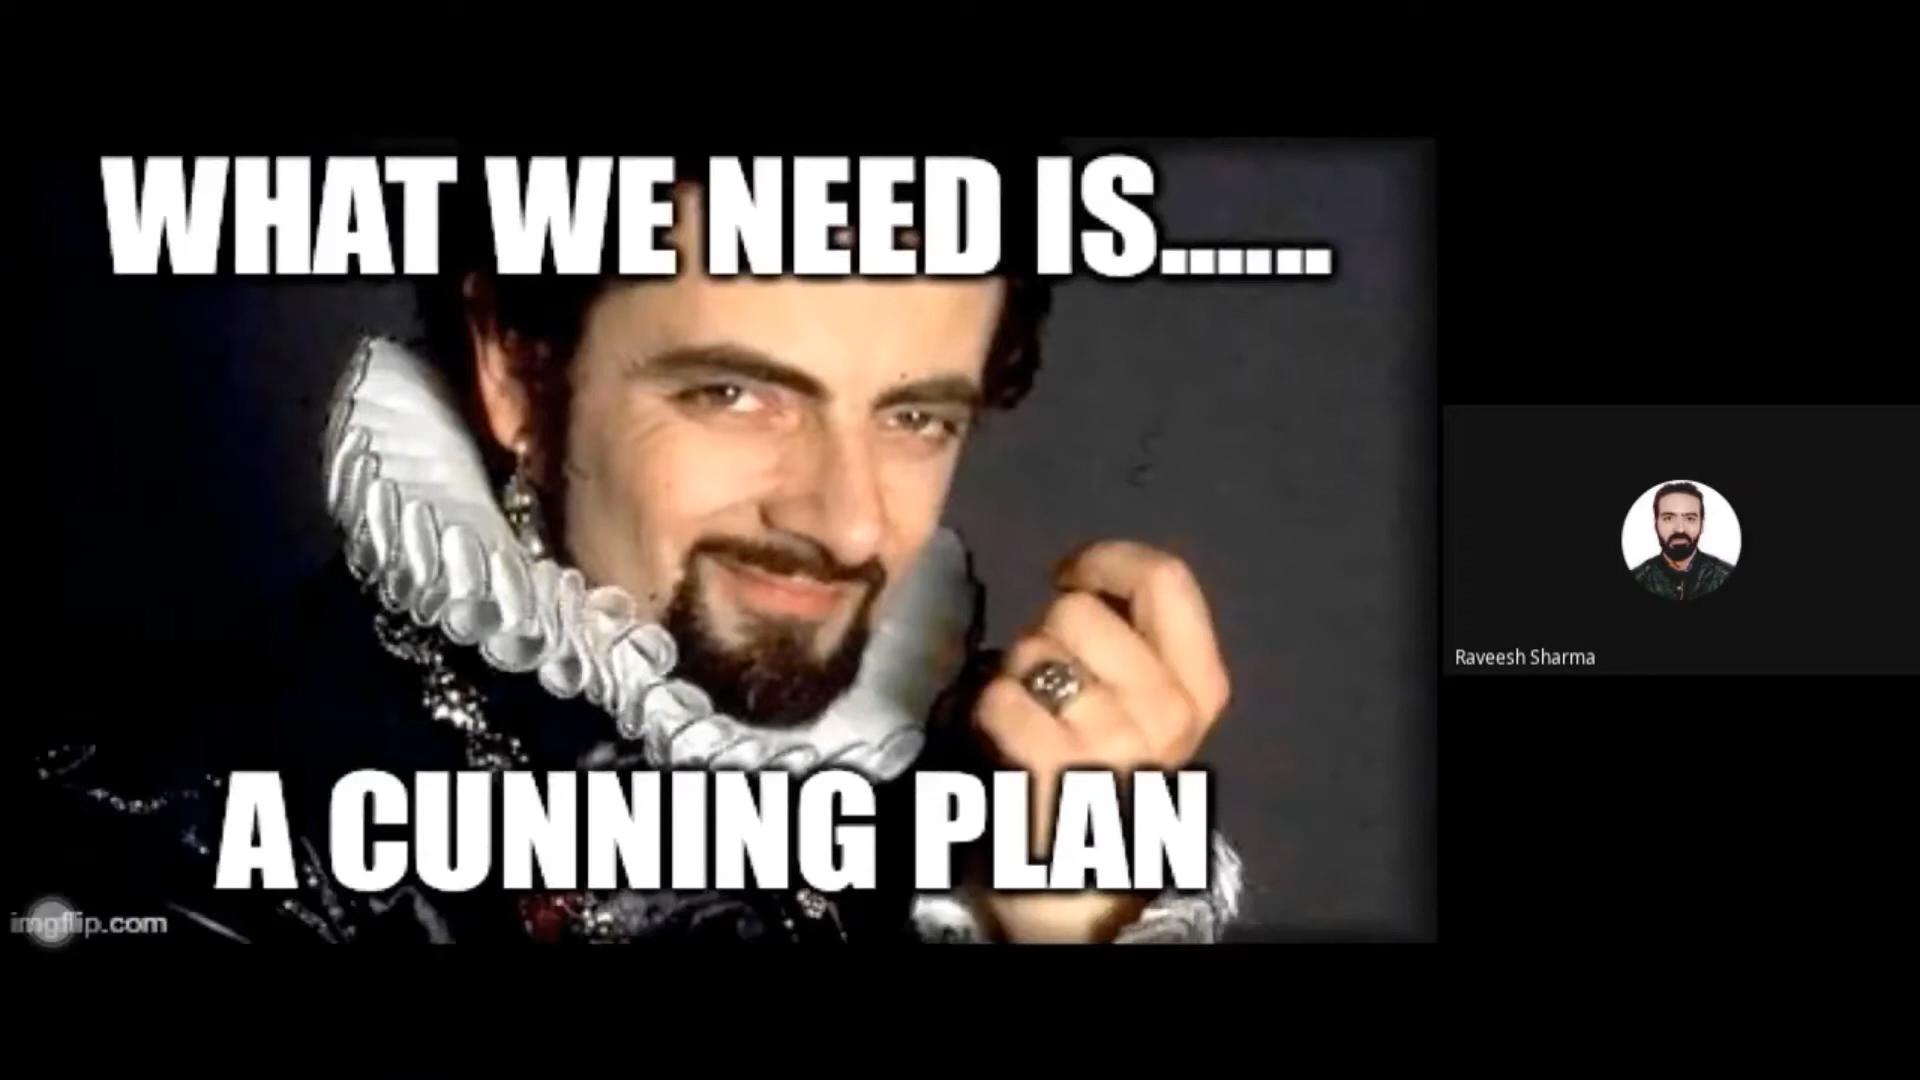 WHAT WE NEED IS......
A CUNNING PLAN
imgflip.com
Raveesh Sharma